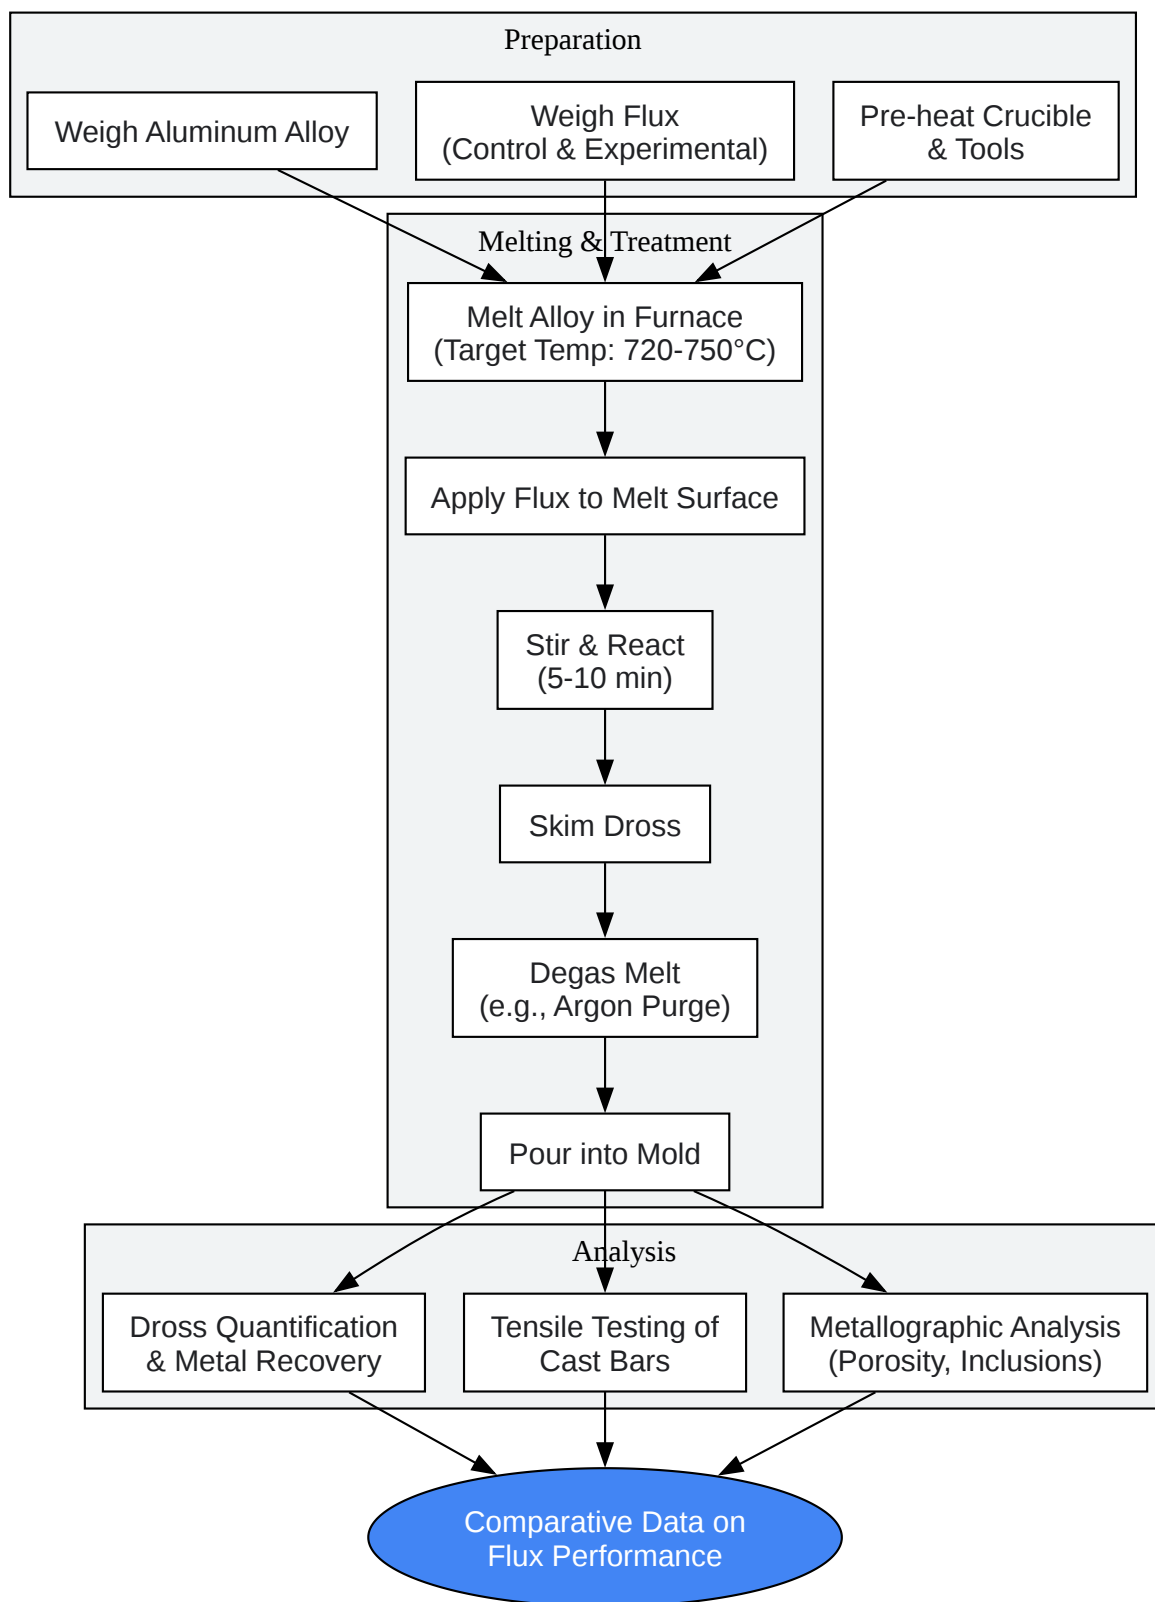 Preparation
Weigh Aluminum Alloy
Weigh Flux
(Control & Experimental)
Pre-heat Crucible
& Tools
Melting & Treatment
Melt Alloy in Furnace
(Target Temp: 720-750°C)
Apply Flux to Melt Surface
Stir & React
(5-10 min)
Skim Dross
Degas Melt
(e.g., Argon Purge)
Pour into Mold
Analysis
Dross Quantification
& Metal Recovery
Tensile Testing of
Cast Bars
Metallographic Analysis
(Porosity, Inclusions)
Comparative Data on
Flux Performance